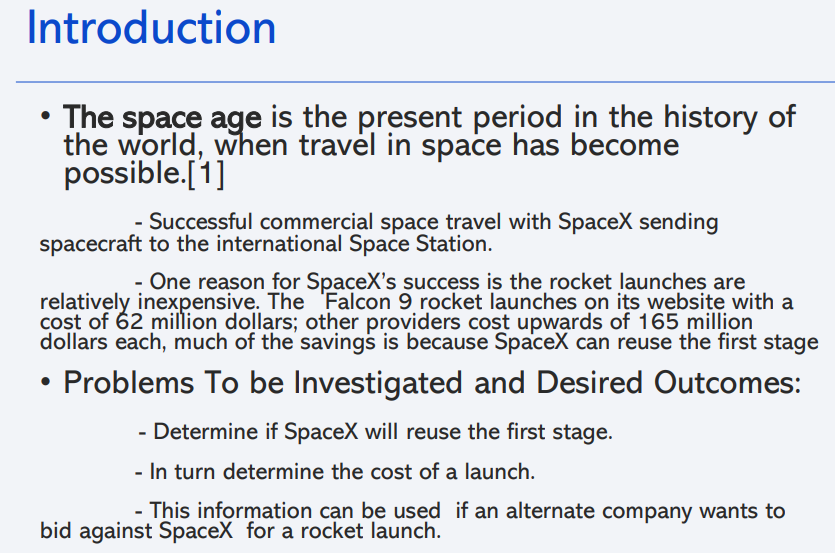 Introduction
• The space age is the present period in the history of
the world, when travel in space has become
possible.[1]
- Successful commercial space travel with SpaceX sending
spacecraft to the international Space Station.
- One reason for SpaceX’s success is the rocket launches are
relatively inexpensive. The   Falcon 9 rocket launches on its website with a
cost of 62 million dollars; other providers cost upwards of 165 million
dollars each, much of the savings is because SpaceX can reuse the first stage
• Problems To be Investigated and Desired Outcomes:
- Determine if SpaceX will reuse the first stage.
- In turn determine the cost of a launch.
- This information can be used  if an alternate company wants to
bid against SpaceX  for a rocket launch.